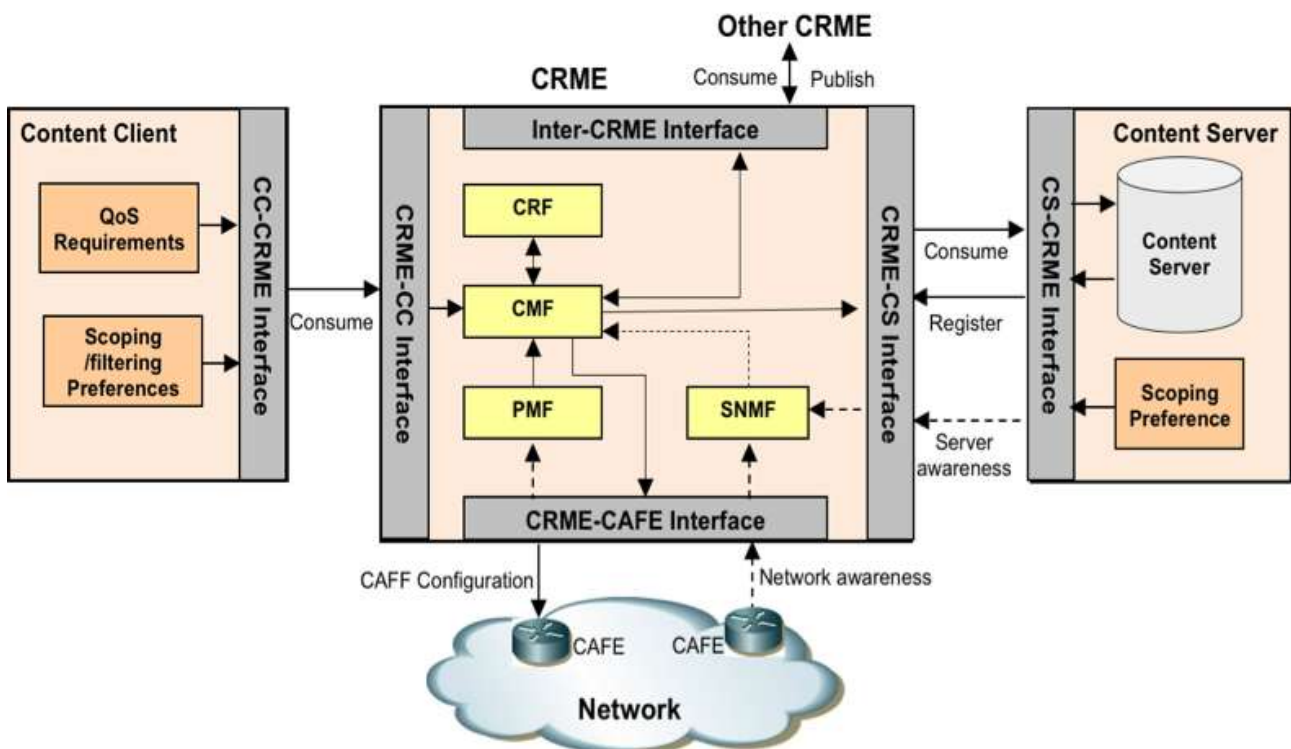 Other CRME
Consume
Publish
CRME
Content Client
QoS
Requirements
Scoping
/filtering
Preferences
CC-CRME Interface
Consume
CRME-CC Interface
Inter-CRME Interface
CRF
CMF
PMF
SNMF
CRME-CAFE Interface
CRME-CS Interface
Consume
Register
Server
awareness
CS-CRME Interface
Content Server
Content
Server
Scoping
Preference
CAFF Configuration
Network awareness
CAFE
CAFE
Network